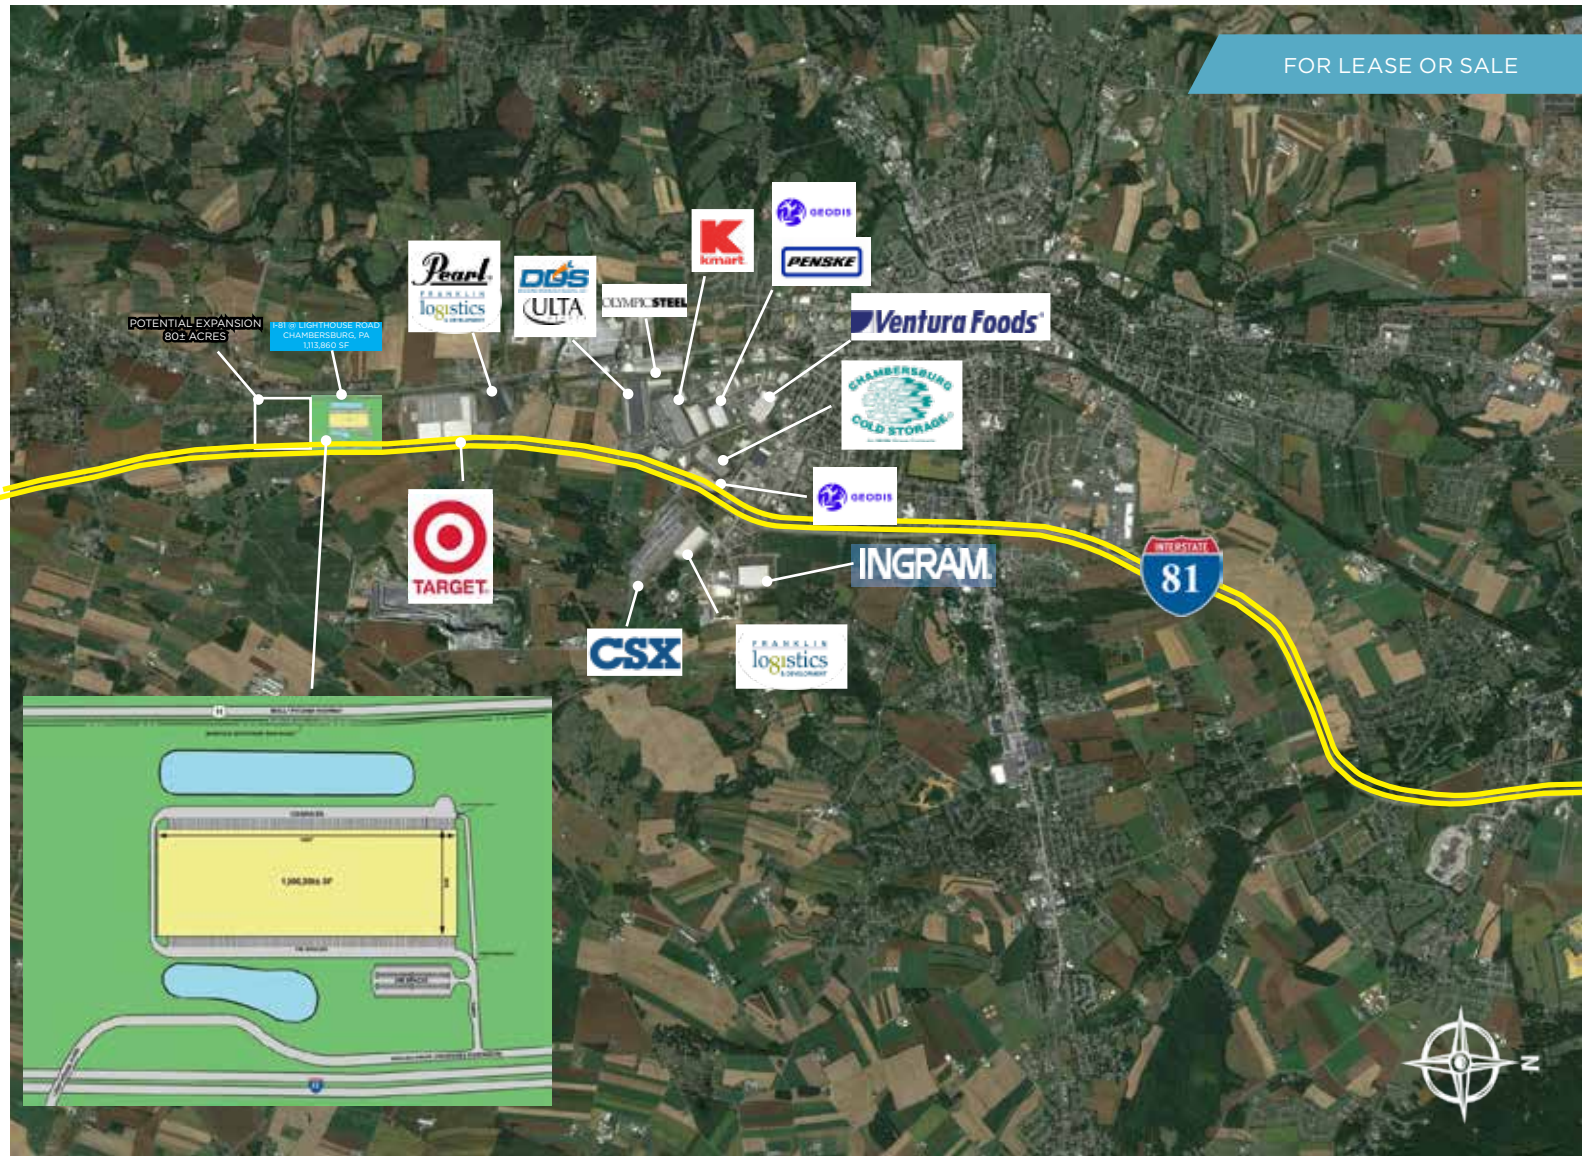 FOR LEASE OR SALE
GEODIS
PENSKE
kmart
Pearl
FRANKLIN
logistics
& DEVELOPMENT
DDS
ULTA
OLYMPIC STEEL
Ventura Foods
POTENTIAL EXPANSION
80± ACRES
I-81 @ LIGHTHOUSE ROAD
CHAMBERSBURG, PA
1,113,860 SF
CHAMBERSBURG
COLD STORAGE
GEODIS
TARGET
INGRAM
INTERSTATE
81
CSX
FRANKLIN
logistics
& DEVELOPMENT
N